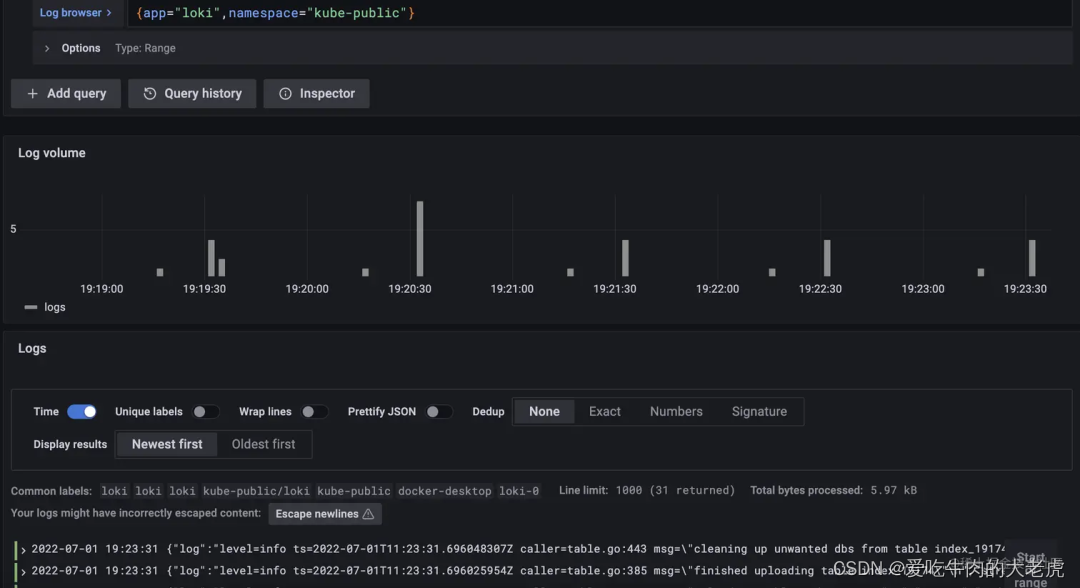 Log browser > {app="loki",namespace="kube-public"}
> Options Type: Range
+ Add query Query history Inspector
Log volume
5
19:19:00 19:19:30 19:20:00 19:20:30 19:21:00 19:21:30 19:22:00 19:22:30 19:23:00 19:23:30
logs
Logs
Time Unique labels Wrap lines Prettify JSON Dedup None Exact Numbers Signature
Display results Newest first Oldest first
Common labels: loki loki loki kube-public/loki kube-public docker-desktop loki-0 Line limit: 1000 (31 returned) Total bytes processed: 5.97 kB
Your logs might have incorrectly escaped content: Escape newlines
> 2022-07-01 19:23:31 {"log":"level=info ts=2022-07-01T11:23:31.696048307Z caller=table.go:443 msg=\"cleaning up unwanted dbs from table index_19174
Start
> 2022-07-01 19:23:31 {"log":"level=info ts=2022-07-01T11:23:31.696025954Z caller=table.go:385 msg=\"finished uploading table index
CSDN @爱吃牛肉的大老虎
range